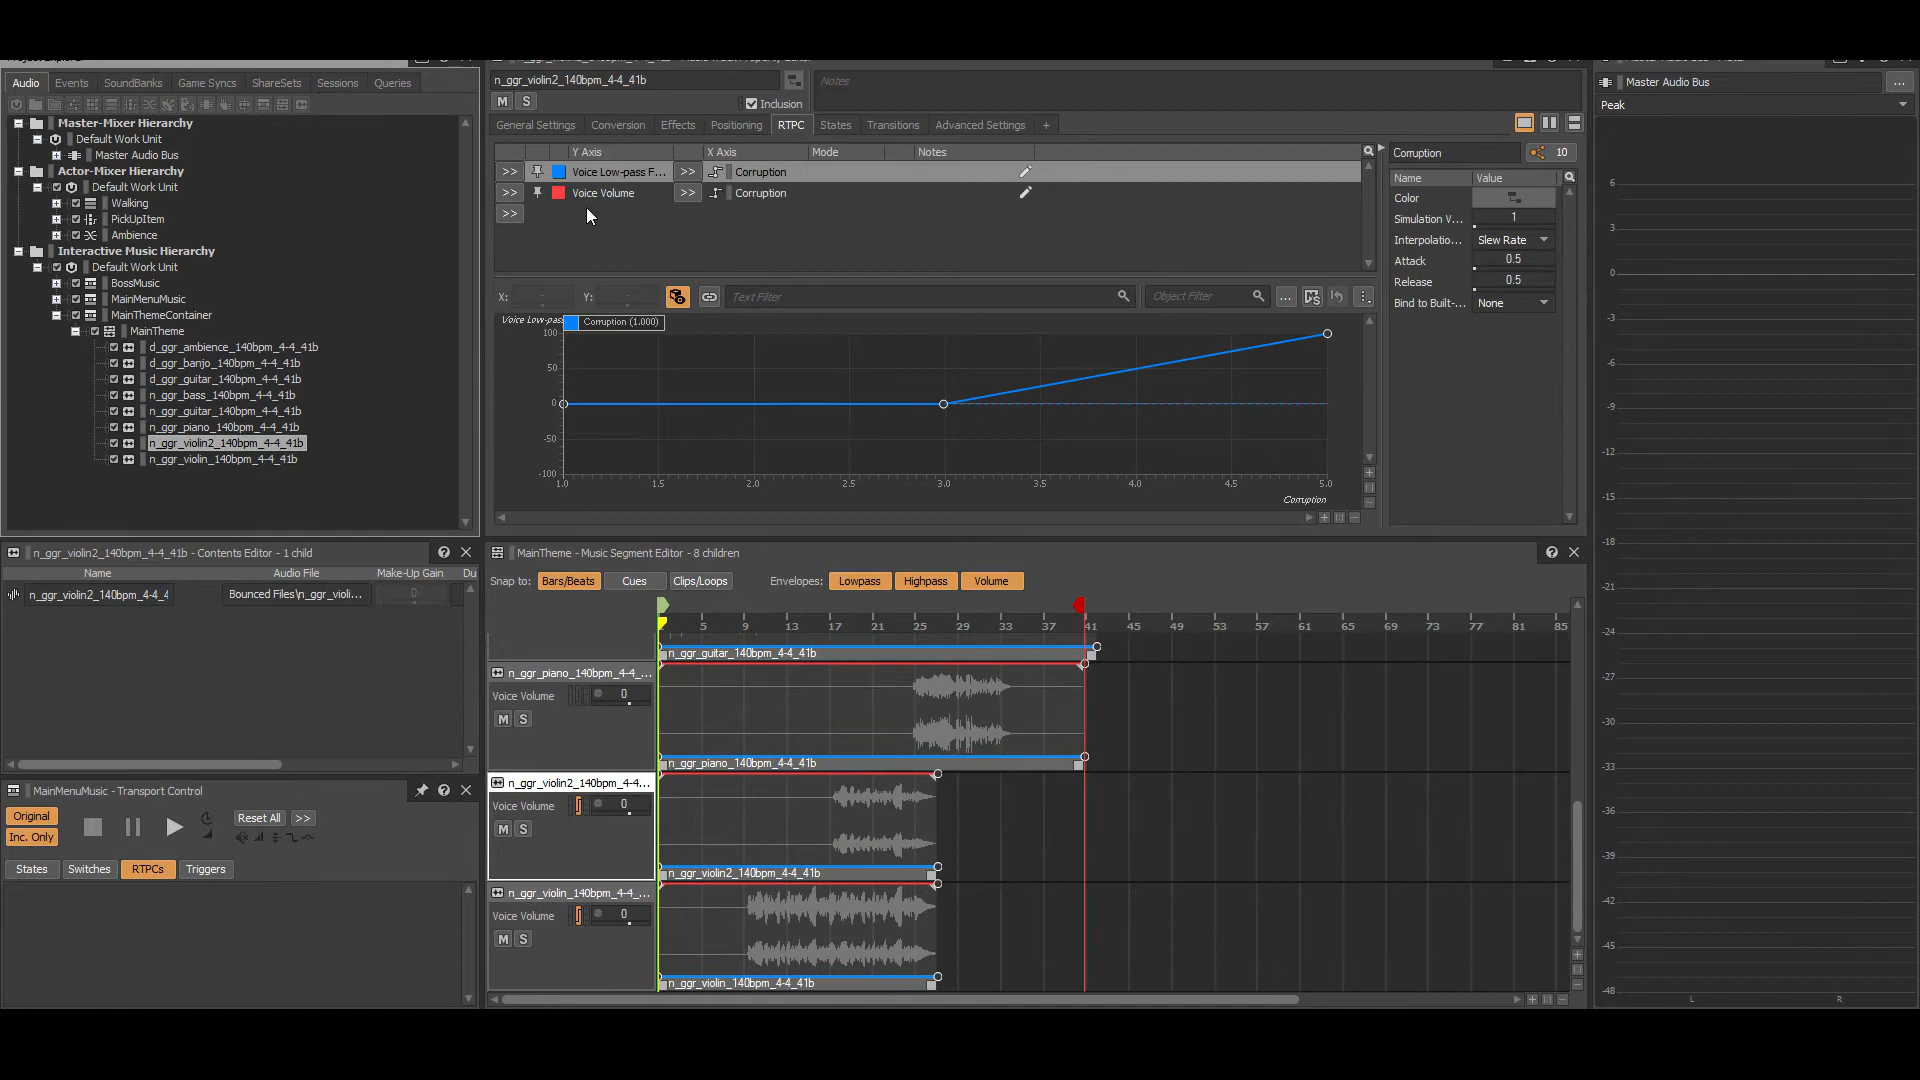 Audio Events SoundBanks Game Syncs ShareSets Sessions Queries
Master-Mixer Hierarchy
Default Work Unit
Master Audio Bus
Actor-Mixer Hierarchy
Default Work Unit
Walking
PickUpItem
Ambience
Interactive Music Hierarchy
Default Work Unit
BossMusic
MainMenuMusic
MainThemeContainer
MainTheme
d_ggr_ambience_140bpm_4-4_41b
d_ggr_banjo_140bpm_4-4_41b
d_ggr_guitar_140bpm_4-4_41b
n_ggr_bass_140bpm_4-4_41b
n_ggr_guitar_140bpm_4-4_41b
n_ggr_piano_140bpm_4-4_41b
n_ggr_violin2_140bpm_4-4_41b
n_ggr_violin_140bpm_4-4_41b
n_ggr_violin2_140bpm_4-4_41b
Notes
M S
Inclusion
General Settings Conversion Effects Positioning RTPC States Transitions Advanced Settings +
Y Axis X Axis Mode Notes
>> Voice Low-pass F... >> Corruption
>> Voice Volume >> Corruption
>>
X: - Y: - Text Filter Object Filter ...
Voice Low-pass
Corruption (1.000)
100
50
0
-50
-100
1.0 1.5 2.0 2.5 3.0 3.5 4.0 4.5 5.0
Corruption
Corruption 10
Name Value
Color
Simulation V... 1
Interpolatio... Slew Rate
Attack 0.5
Release 0.5
Bind to Built-... None
Master Audio Bus ...
Peak
6
3
0
-3
-6
-9
-12
-15
-18
-21
-24
-27
-30
-33
-36
-39
-42
-45
-48
L R
n_ggr_violin2_140bpm_4-4_41b - Contents Editor - 1 child
Name Audio File Make-Up Gain Du
n_ggr_violin2_140bpm_4-4_4 Bounced Files\n_ggr_violi... 0
MainMenuMusic - Transport Control
Original
Inc. Only
Reset All >>
States Switches RTPCs Triggers
MainTheme - Music Segment Editor - 8 children
Snap to: Bars/Beats Cues Clips/Loops Envelopes: Lowpass Highpass Volume
5 9 13 17 21 25 29 33 37 41 45 49 53 57 61 65 69 73 77 81 85
n_ggr_guitar_140bpm_4-4_41b
n_ggr_piano_140bpm_4-4_...
Voice Volume 0
M S
n_ggr_piano_140bpm_4-4_41b
n_ggr_violin2_140bpm_4-4...
Voice Volume 0
M S
n_ggr_violin2_140bpm_4-4_41b
n_ggr_violin_140bpm_4-4_...
Voice Volume 0
M S
n_ggr_violin_140bpm_4-4_41b